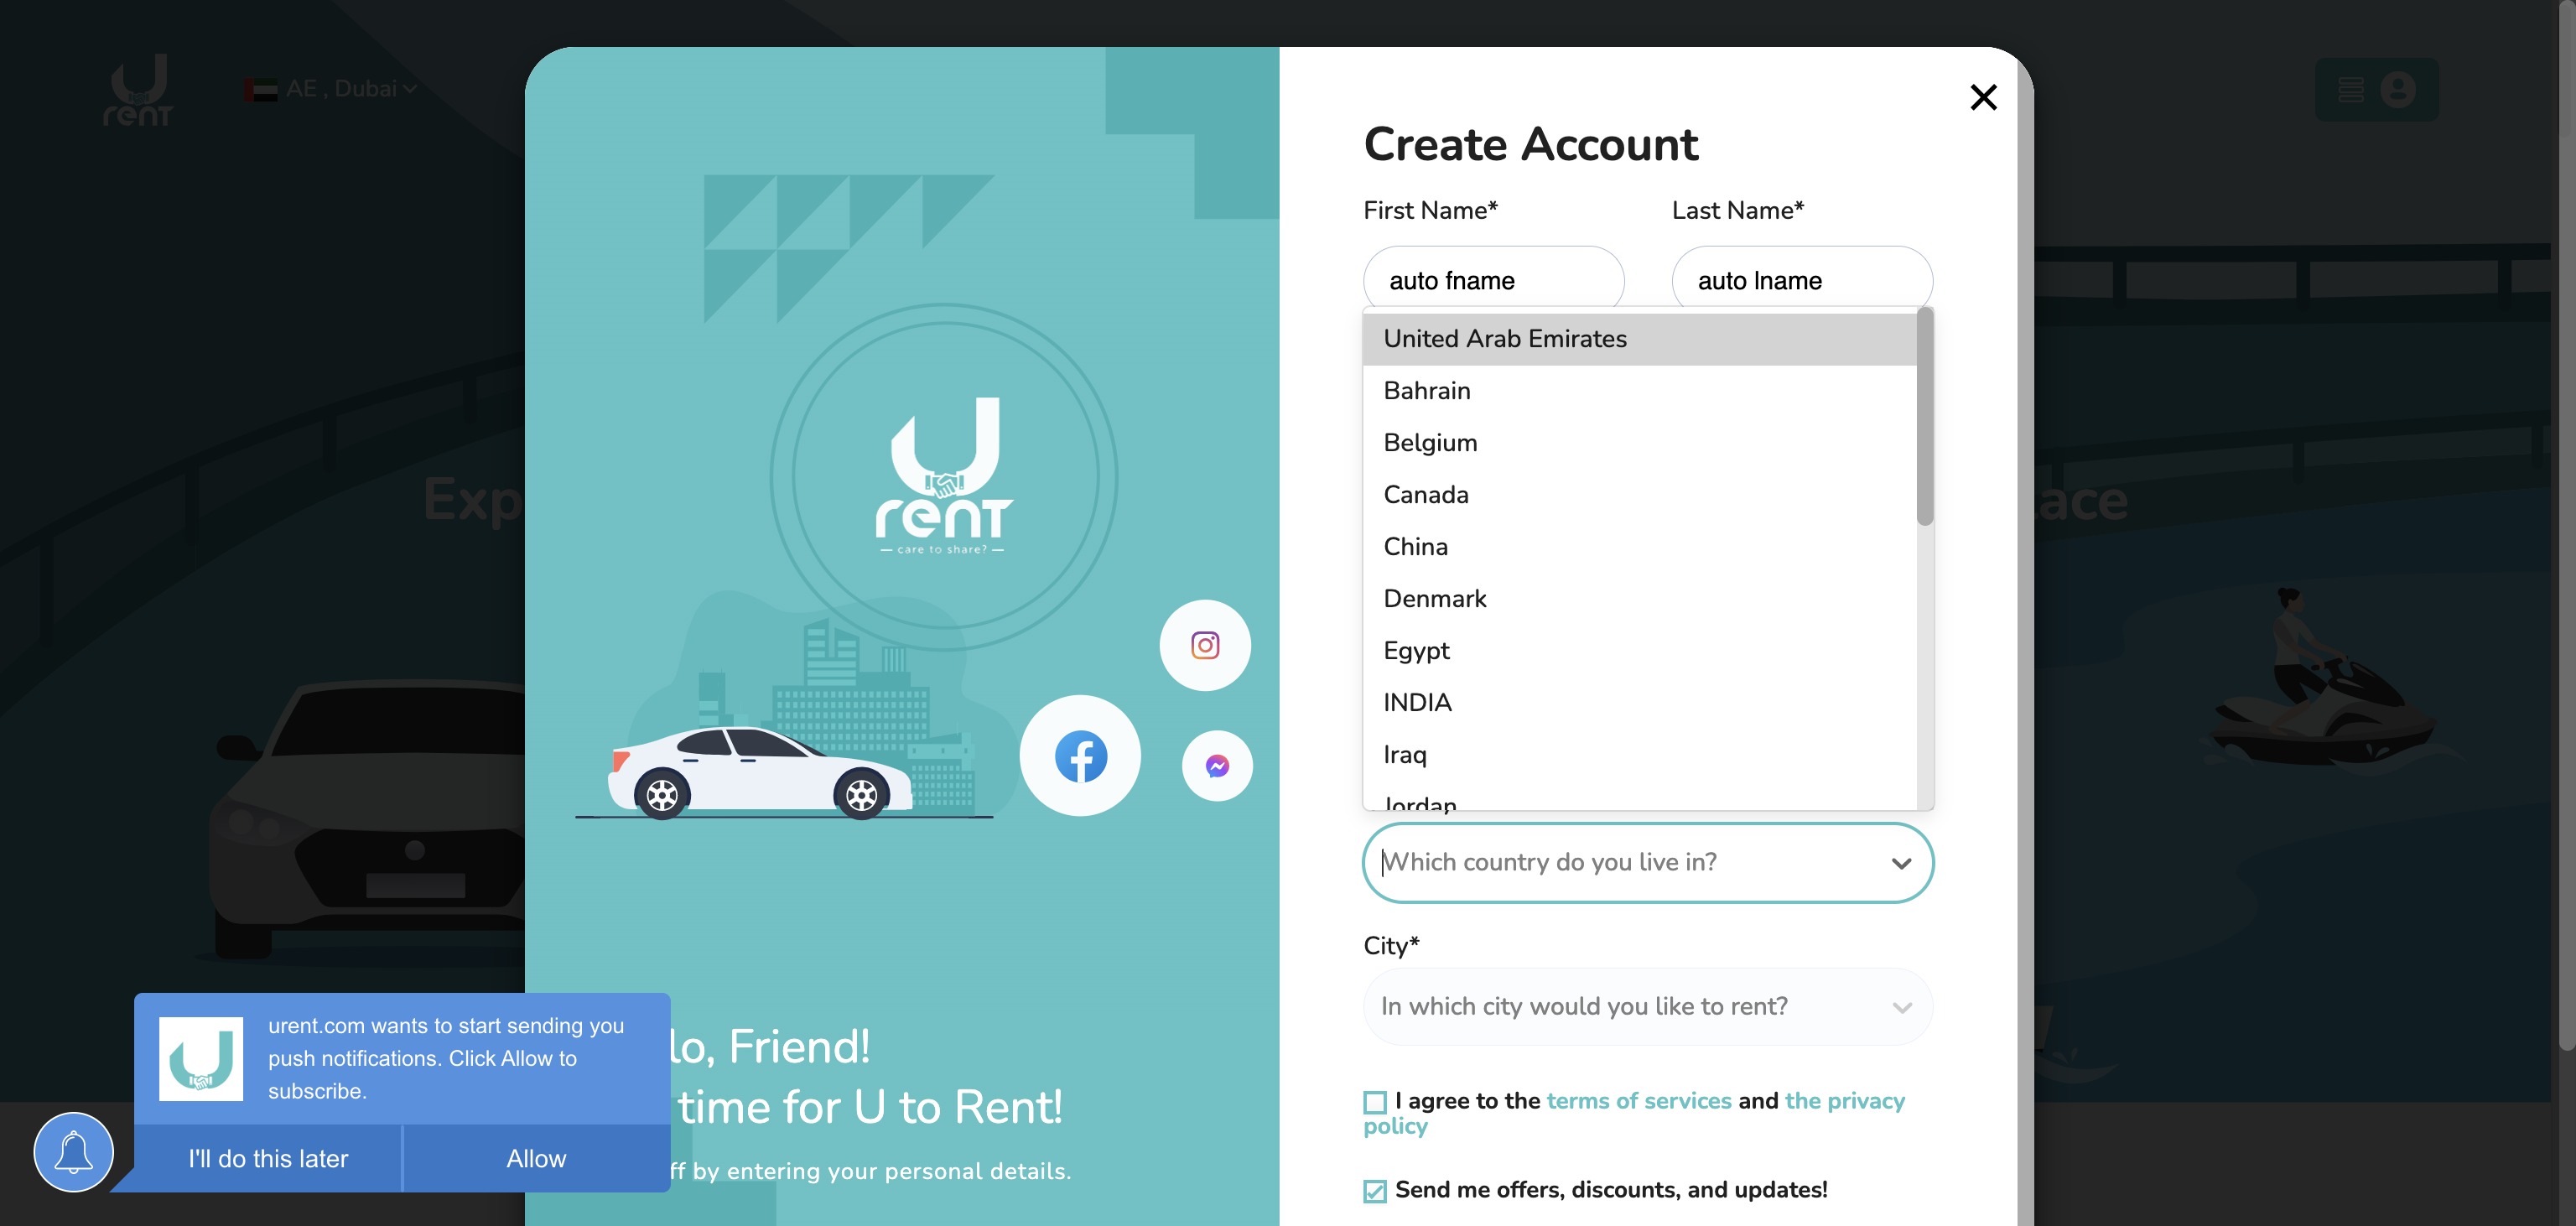 U
rent
AE , Dubai
Exp
ace
U
rent
care to share?
lo, Friend!
time for U to Rent!
ff by entering your personal details.
urent.com wants to start sending you
push notifications. Click Allow to
subscribe.
I'll do this later
Allow
Create Account
First Name*
Last Name*
auto fname
auto lname
United Arab Emirates
Bahrain
Belgium
Canada
China
Denmark
Egypt
INDIA
Iraq
Jordan
Which country do you live in?
City*
In which city would you like to rent?
I agree to the terms of services and the privacy
policy
Send me offers, discounts, and updates!